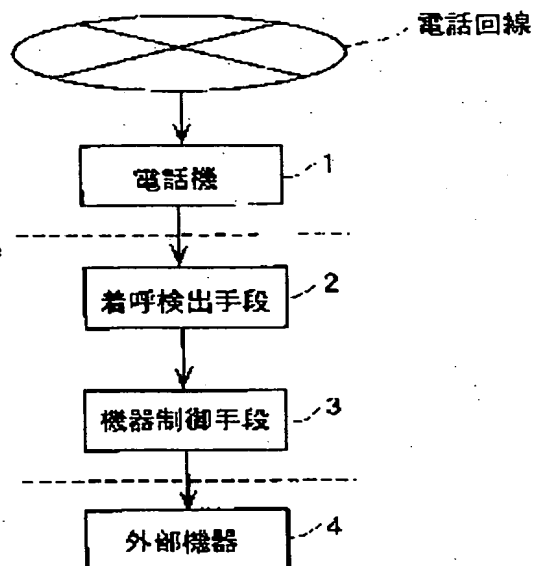 電話回線
電話機 1
着呼検出手段 2
機器制御手段 3
外部機器 4